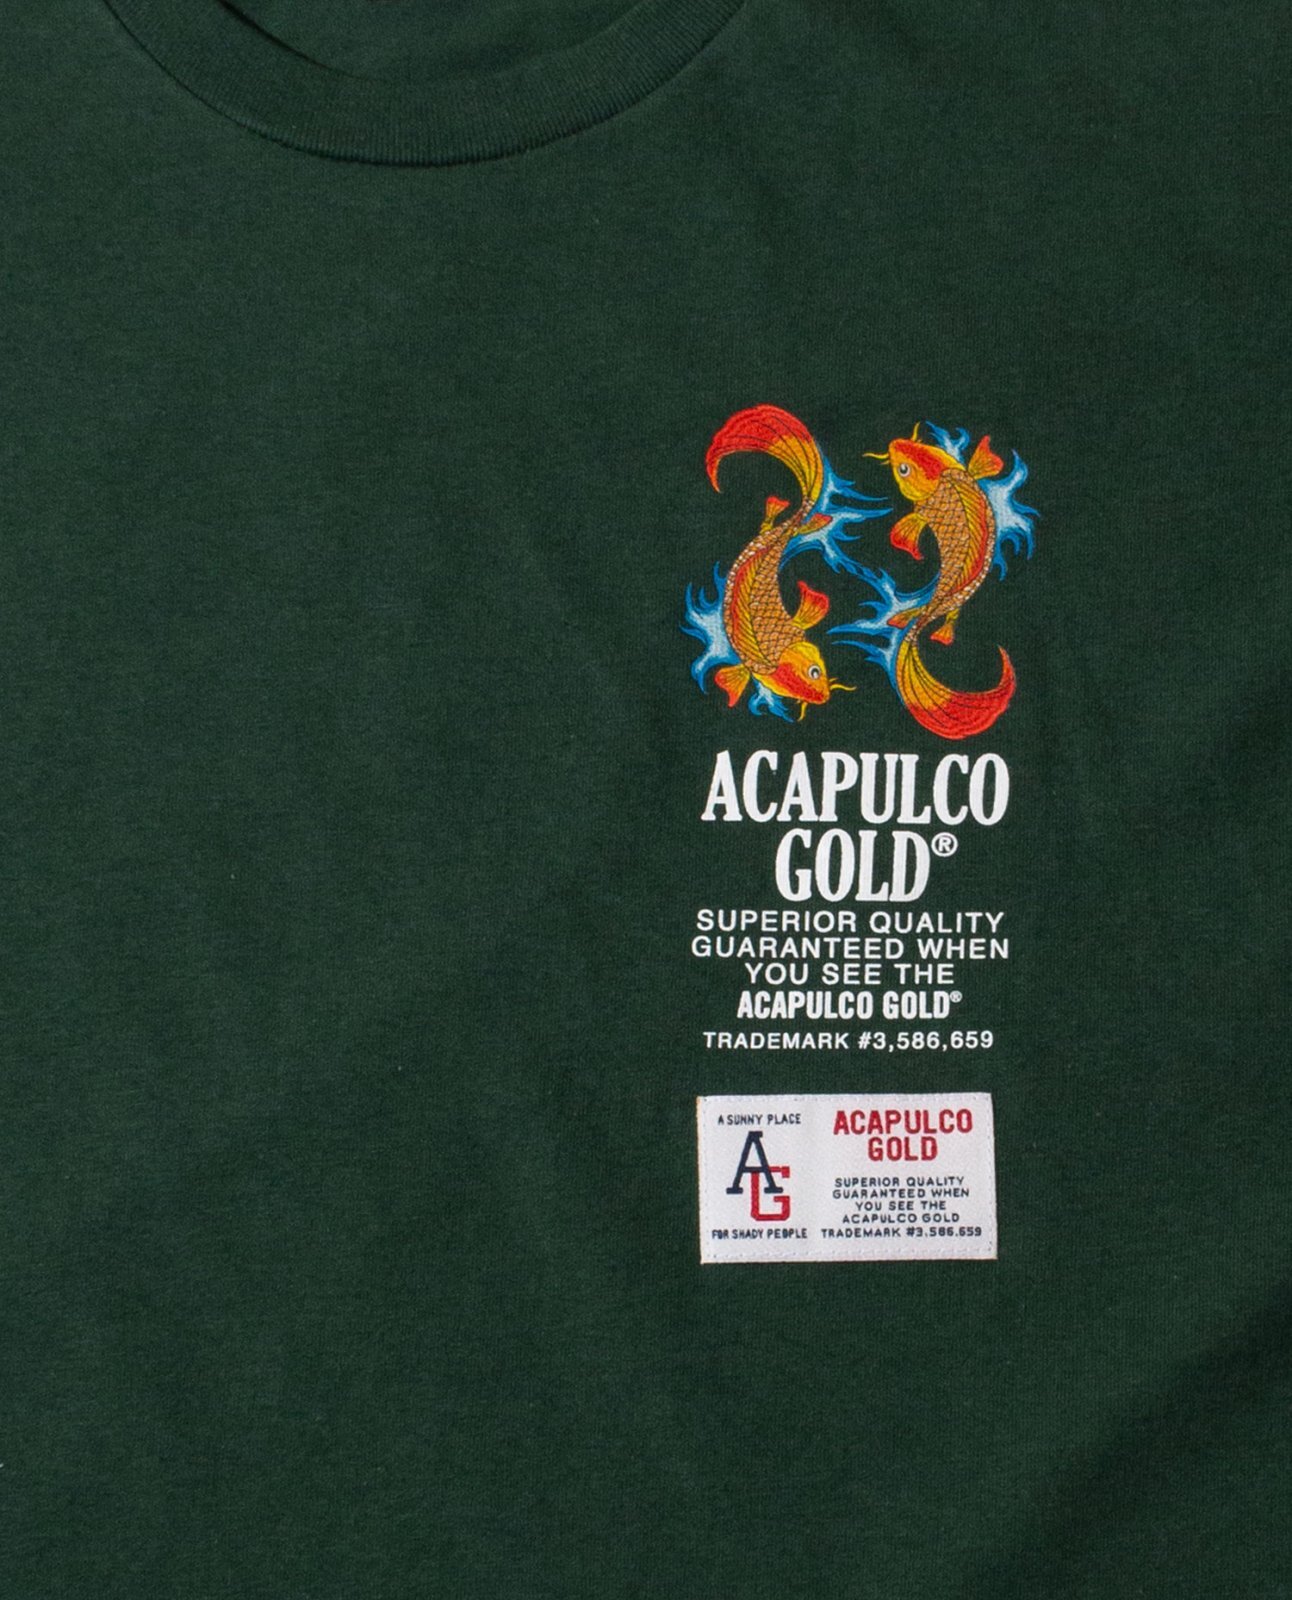 ACAPULCO
GOLD®
SUPERIOR QUALITY
GUARANTEED WHEN
YOU SEE THE
ACAPULCO GOLD®
TRADEMARK #3,586,659
A SUNNY PLACE
AG
FOR SHADY PEOPLE
ACAPULCO
GOLD
SUPERIOR QUALITY
GUARANTEED WHEN
YOU SEE THE
ACAPULCO GOLD
TRADEMARK #3,586,659